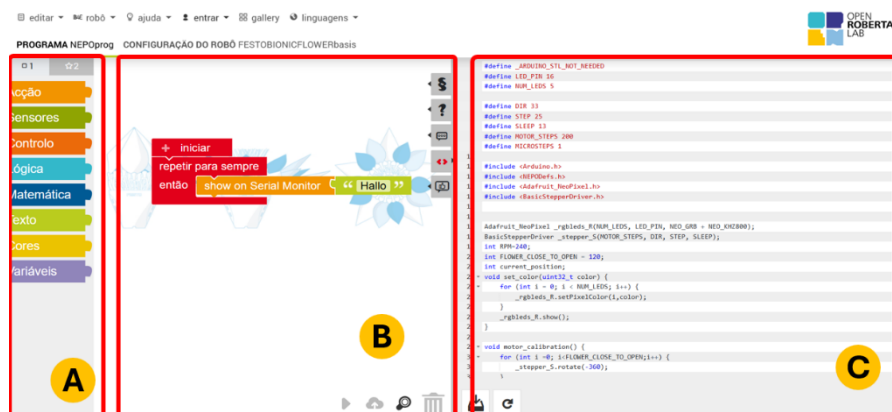 editar robô ajuda entrar gallery linguagens
OPEN
ROBERTA
LAB
PROGRAMA NEPOprog CONFIGURAÇÃO DO ROBÔ FESTOBIONICFLOWERbasis
1 2
Acção
Sensores
Controlo
Lógica
Matemática
Texto
Cores
Variáveis
A
+ iniciar
repetir para sempre
então show on Serial Monitor “ Hallo ”
B
#define _ARDUINO_STL_NOT_NEEDED
#define LED_PIN 16
#define NUM_LEDS 5
#define DIR 33
#define STEP 25
#define SLEEP 13
#define MOTOR_STEPS 200
#define MICROSTEPS 1
#include <Arduino.h>
#include <NEPODefs.h>
#include <Adafruit_NeoPixel.h>
#include <BasicStepperDriver.h>
Adafruit_NeoPixel _rgbleds_R(NUM_LEDS, LED_PIN, NEO_GRB + NEO_KHZ800);
BasicStepperDriver _stepper_S(MOTOR_STEPS, DIR, STEP, SLEEP);
int RPM=240;
int FLOWER_CLOSE_TO_OPEN = 120;
int current_position;
void set_color(uint32_t color) {
for (int i = 0; i < NUM_LEDS; i++) {
_rgbleds_R.setPixelColor(i,color);
}
_rgbleds_R.show();
}
void motor_calibration() {
for (int i =0; i<FLOWER_CLOSE_TO_OPEN;i++) {
_stepper_S.rotate(-360);
}
C